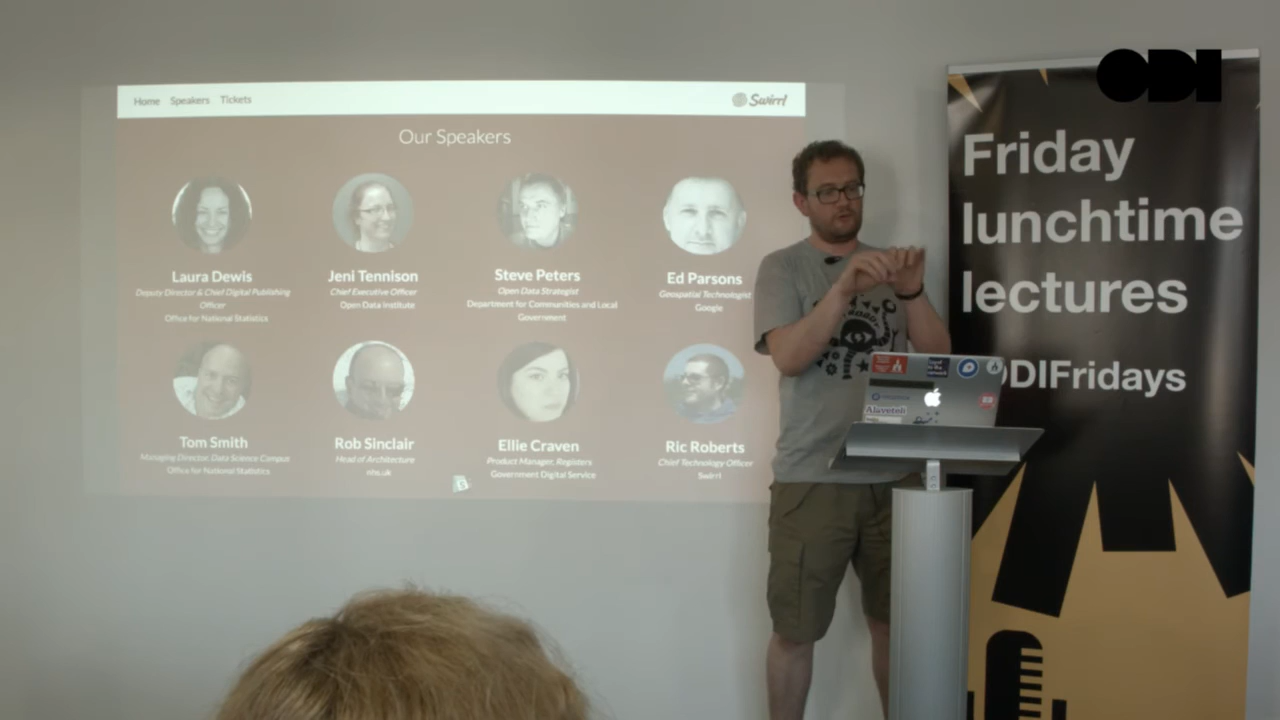 Home Speakers Tickets
Swirrl
Our Speakers
Laura Dewis
Deputy Director & Chief Digital Publishing
Officer
Office for National Statistics
Jeni Tennison
Chief Executive Officer
Open Data Institute
Steve Peters
Open Data Strategist
Department for Communities and Local
Government
Ed Parsons
Geospatial Technologist
Google
Tom Smith
Managing Director, Data Science Campus
Office for National Statistics
Rob Sinclair
Head of Architecture
nhs.uk
Ellie Craven
Product Manager, Registers
Government Digital Service
Ric Roberts
Chief Technology Officer
Swirrl
Alaveteli
ODI
Friday
lunchtime
lectures
DIFridays